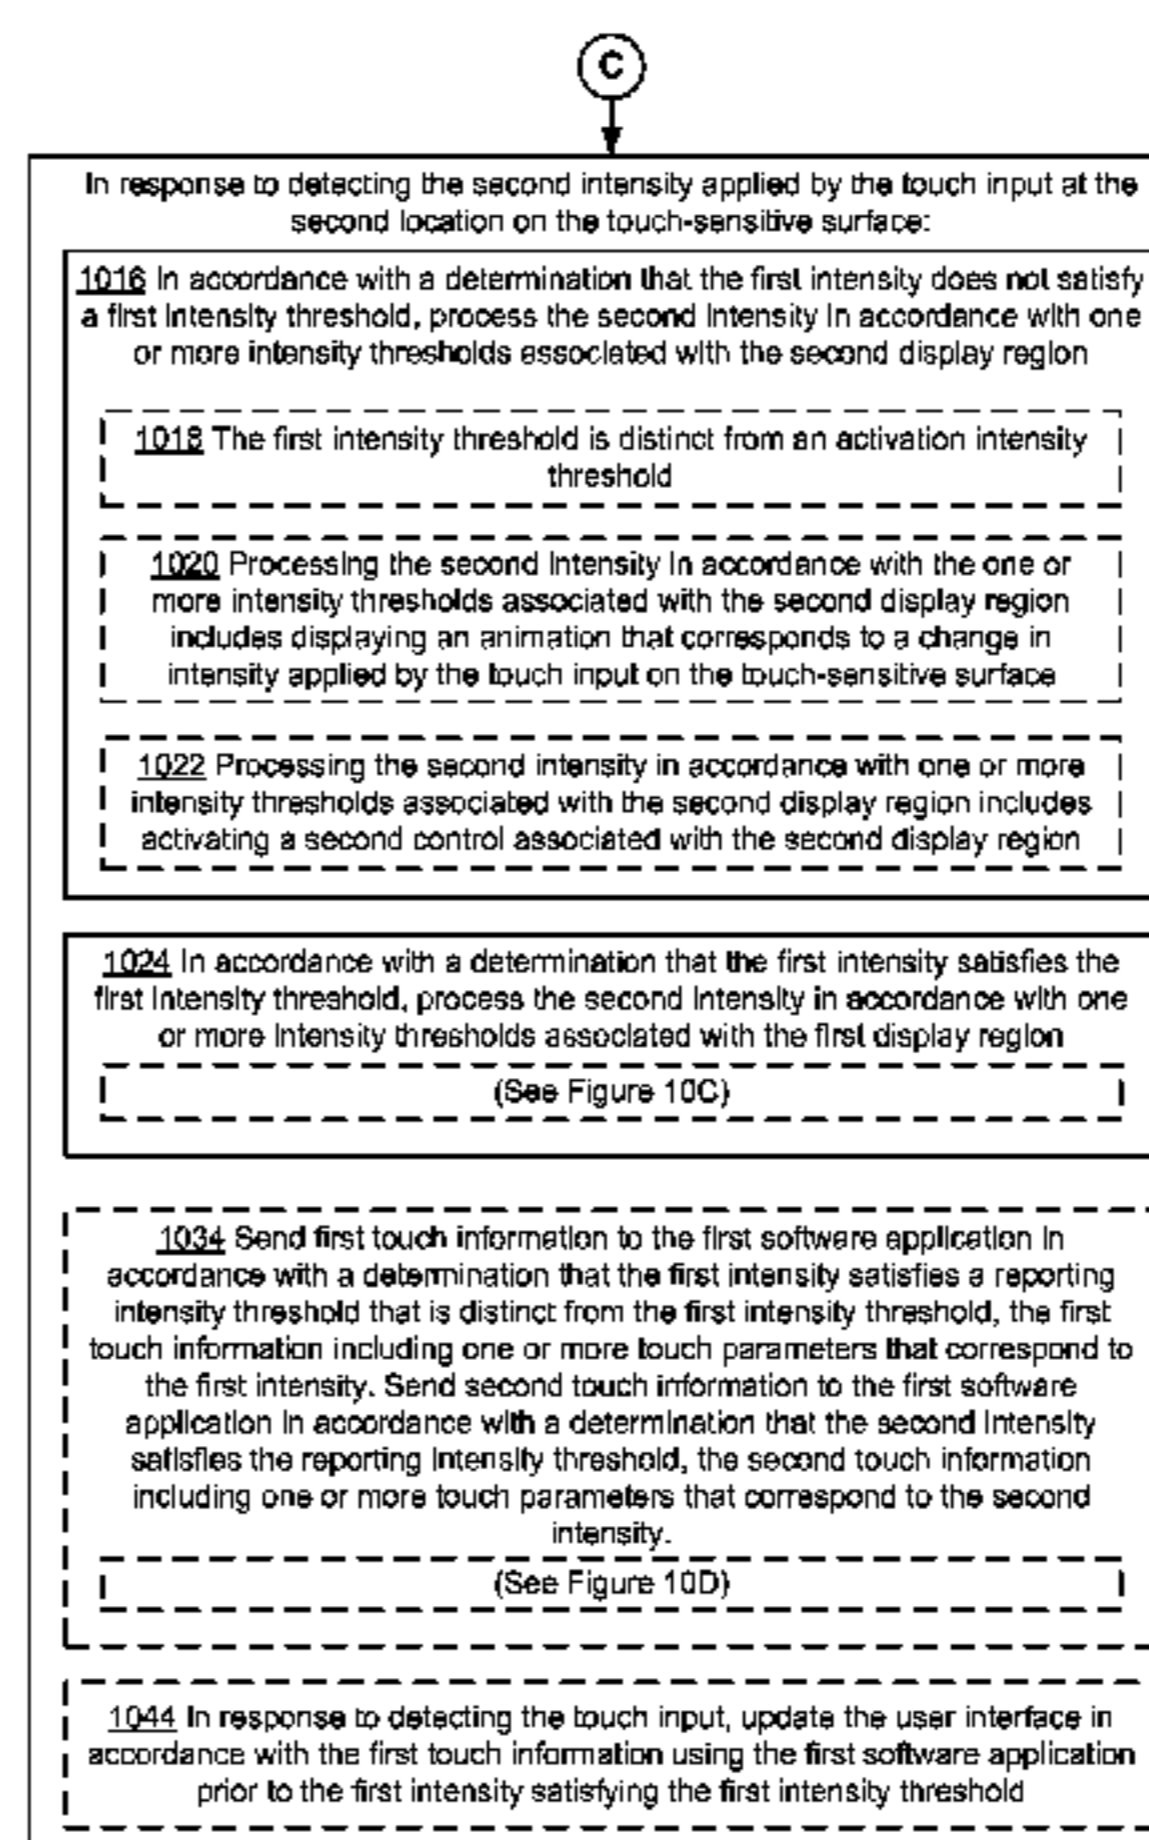 C
In response to detecting the second intensity applied by the touch input at the
second location on the touch-sensitive surface:
1016 In accordance with a determination that the first intensity does not satisfy
a first intensity threshold, process the second intensity in accordance with one
or more intensity thresholds associated with the second display region
1018 The first intensity threshold is distinct from an activation intensity
threshold
1020 Processing the second intensity in accordance with the one or
more intensity thresholds associated with the second display region
includes displaying an animation that corresponds to a change in
intensity applied by the touch input on the touch-sensitive surface
1022 Processing the second intensity in accordance with one or more
intensity thresholds associated with the second display region includes
activating a second control associated with the second display region
1024 In accordance with a determination that the first intensity satisfies the
first intensity threshold, process the second intensity in accordance with one
or more intensity thresholds associated with the first display region
(See Figure 10C)
1034 Send first touch information to the first software application in
accordance with a determination that the first intensity satisfies a reporting
intensity threshold that is distinct from the first intensity threshold, the first
touch information including one or more touch parameters that correspond to
the first intensity. Send second touch information to the first software
application in accordance with a determination that the second intensity
satisfies the reporting intensity threshold, the second touch information
including one or more touch parameters that correspond to the second
intensity.
(See Figure 10D)
1044 In response to detecting the touch input, update the user interface in
accordance with the first touch information using the first software application
prior to the first intensity satisfying the first intensity threshold